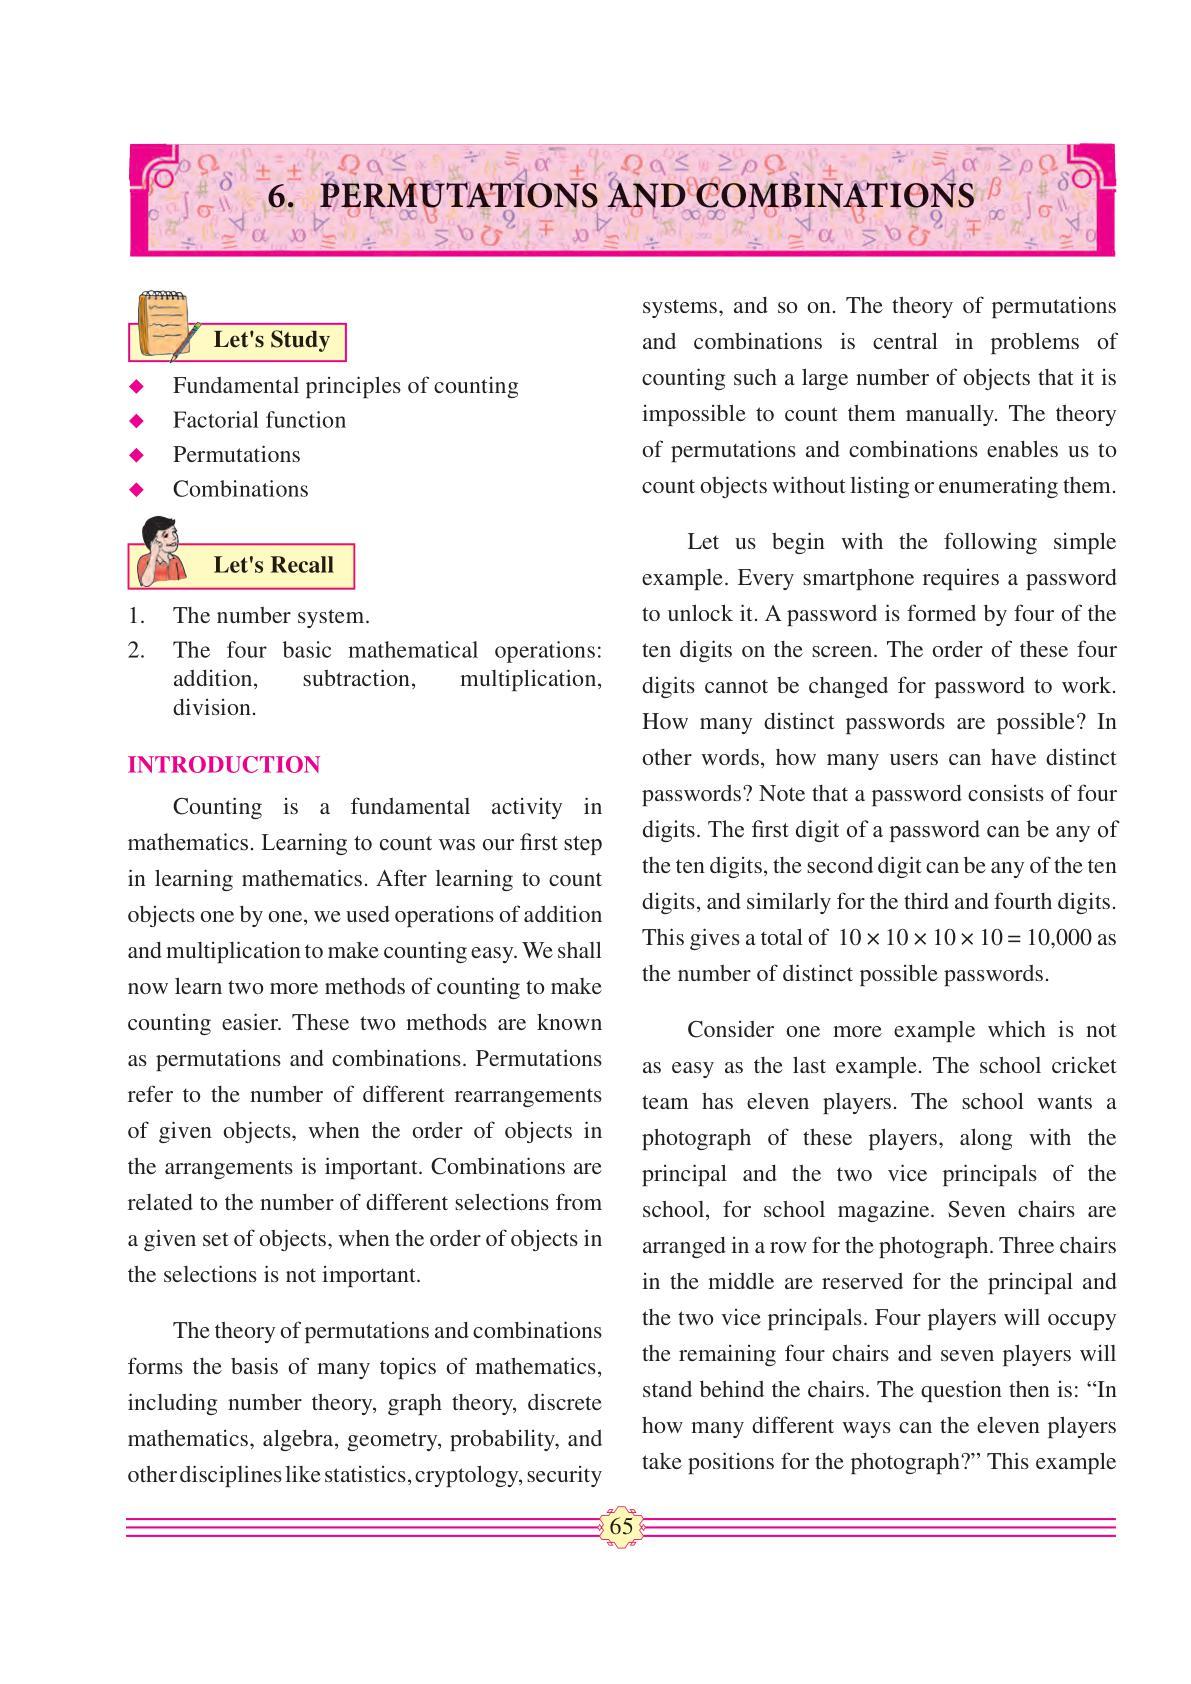 6. PERMUTATIONS AND COMBINATIONS
Let's Study
◆ Fundamental principles of counting
◆ Factorial function
◆ Permutations
◆ Combinations
Let's Recall
1. The number system.
2. The four basic mathematical operations:
addition, subtraction, multiplication,
division.
INTRODUCTION
Counting is a fundamental activity in
mathematics. Learning to count was our first step
in learning mathematics. After learning to count
objects one by one, we used operations of addition
and multiplication to make counting easy. We shall
now learn two more methods of counting to make
counting easier. These two methods are known
as permutations and combinations. Permutations
refer to the number of different rearrangements
of given objects, when the order of objects in
the arrangements is important. Combinations are
related to the number of different selections from
a given set of objects, when the order of objects in
the selections is not important.
The theory of permutations and combinations
forms the basis of many topics of mathematics,
including number theory, graph theory, discrete
mathematics, algebra, geometry, probability, and
other disciplines like statistics, cryptology, security
systems, and so on. The theory of permutations
and combinations is central in problems of
counting such a large number of objects that it is
impossible to count them manually. The theory
of permutations and combinations enables us to
count objects without listing or enumerating them.
Let us begin with the following simple
example. Every smartphone requires a password
to unlock it. A password is formed by four of the
ten digits on the screen. The order of these four
digits cannot be changed for password to work.
How many distinct passwords are possible? In
other words, how many users can have distinct
passwords? Note that a password consists of four
digits. The first digit of a password can be any of
the ten digits, the second digit can be any of the ten
digits, and similarly for the third and fourth digits.
This gives a total of 10 × 10 × 10 × 10 = 10,000 as
the number of distinct possible passwords.
Consider one more example which is not
as easy as the last example. The school cricket
team has eleven players. The school wants a
photograph of these players, along with the
principal and the two vice principals of the
school, for school magazine. Seven chairs are
arranged in a row for the photograph. Three chairs
in the middle are reserved for the principal and
the two vice principals. Four players will occupy
the remaining four chairs and seven players will
stand behind the chairs. The question then is: “In
how many different ways can the eleven players
take positions for the photograph?” This example
65